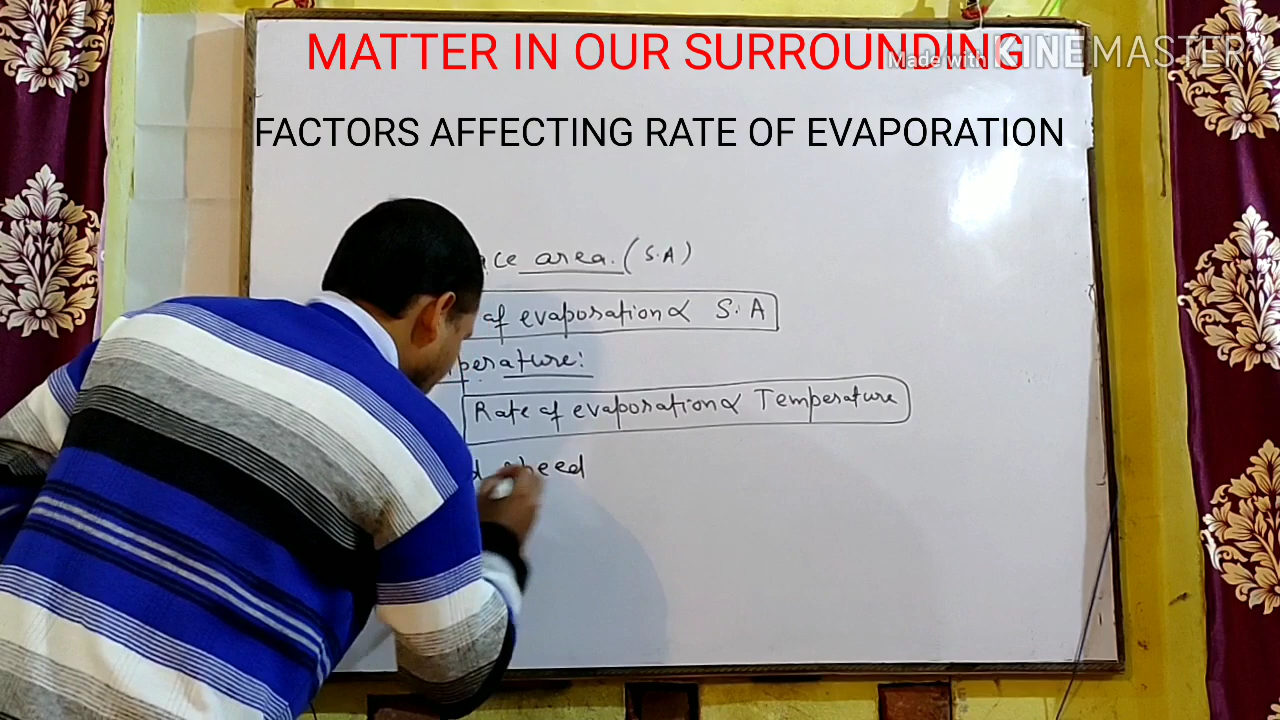 MATTER IN OUR SURROUNDING
Made with KINEMASTER
FACTORS AFFECTING RATE OF EVAPORATION
area. (S.A)
of evaporation ∝ S.A
Rate of evaporation ∝ Temperature
speed